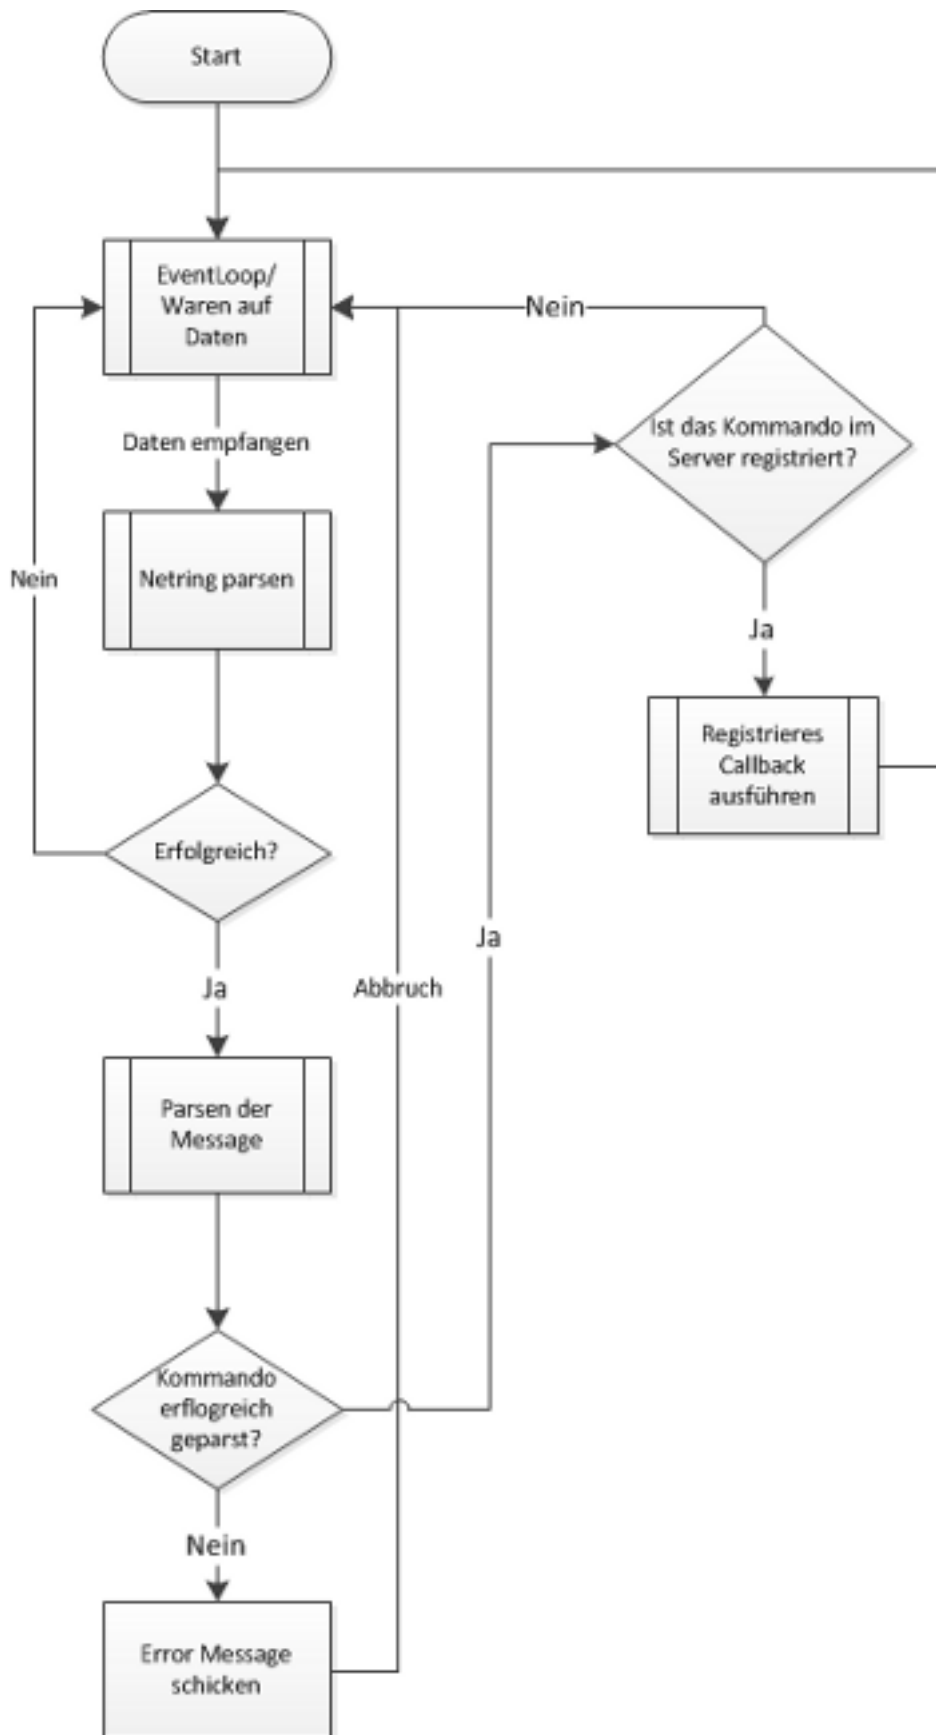 Start
EventLoop/
Waren auf
Daten
Nein
Daten empfangen
Ist das Kommando im
Server registriert?
Nein
Netring parsen
Ja
Registrieres
Callback
ausführen
Erfolgreich?
Ja
Ja
Abbruch
Parsen der
Message
Kommando
erflogreich
geparst?
Nein
Error Message
schicken